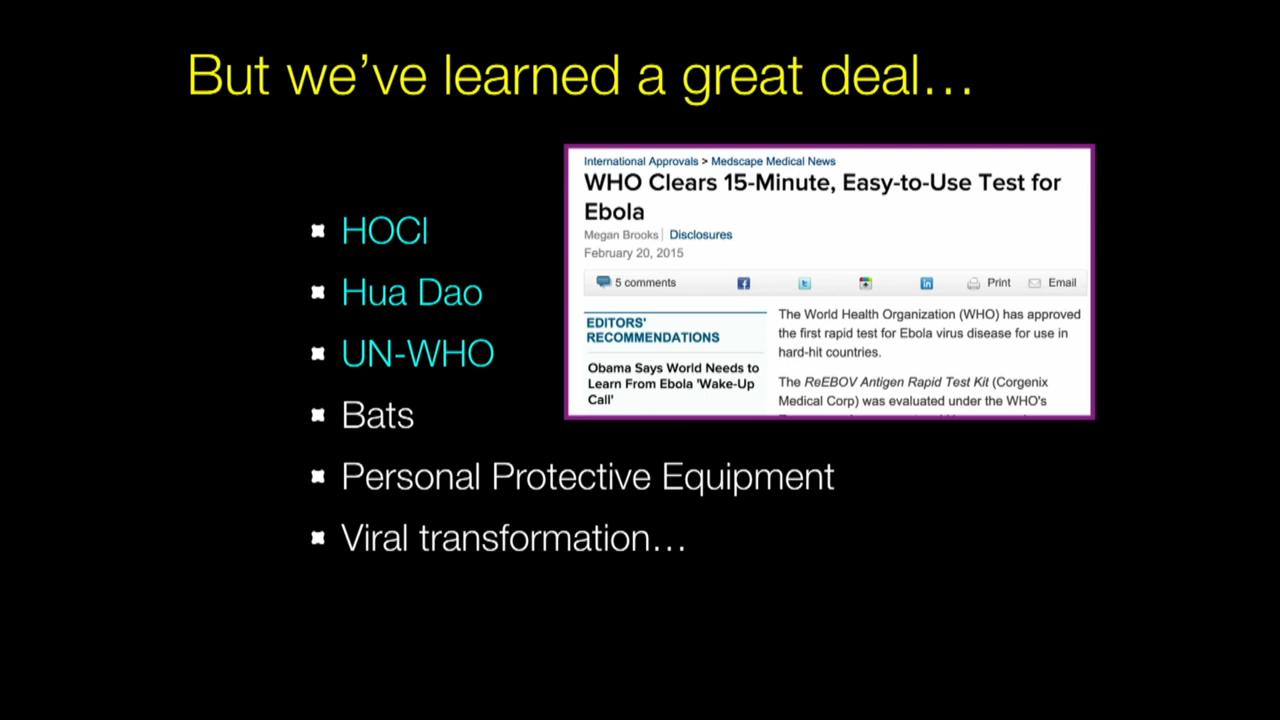 But we’ve learned a great deal…
HOCl
Hua Dao
UN-WHO
Bats
Personal Protective Equipment
Viral transformation…
International Approvals > Medscape Medical News
WHO Clears 15-Minute, Easy-to-Use Test for
Ebola
Megan Brooks | Disclosures
February 20, 2015
5 comments
Print
Email
EDITORS'
RECOMMENDATIONS
Obama Says World Needs to
Learn From Ebola 'Wake-Up
Call'
The World Health Organization (WHO) has approved
the first rapid test for Ebola virus disease for use in
hard-hit countries.
The ReEBOV Antigen Rapid Test Kit (Corgenix
Medical Corp) was evaluated under the WHO's